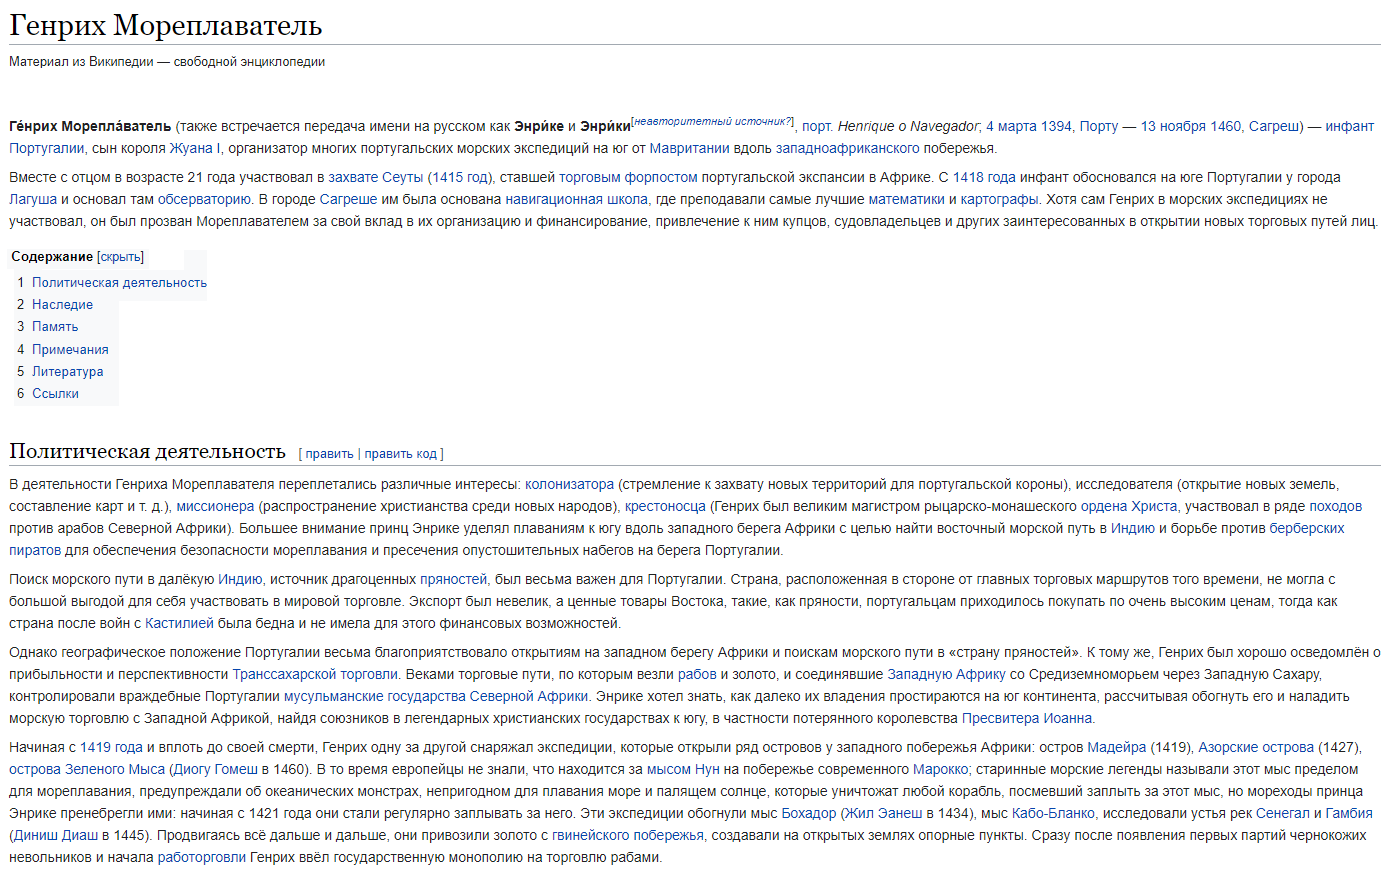 Генрих Мореплаватель
Материал из Википедии — свободной энциклопедии
Ге́нрих Морепла́ватель (также встречается передача имени на русском как Энри́ке и Энри́ки[неавторитетный источник?], порт. Henrique o Navegador; 4 марта 1394, Порту — 13 ноября 1460, Сагреш) — инфант
Португалии, сын короля Жуана I, организатор многих португальских морских экспедиций на юг от Мавритании вдоль западноафриканского побережья.
Вместе с отцом в возрасте 21 года участвовал в захвате Сеуты (1415 год), ставшей торговым форпостом португальской экспансии в Африке. С 1418 года инфант обосновался на юге Португалии у города
Лагуша и основал там обсерваторию. В городе Сагреше им была основана навигационная школа, где преподавали самые лучшие математики и картографы. Хотя сам Генрих в морских экспедициях не
участвовал, он был прозван Мореплавателем за свой вклад в их организацию и финансирование, привлечение к ним купцов, судовладельцев и других заинтересованных в открытии новых торговых путей лиц.
Содержание [скрыть]
1 Политическая деятельность
2 Наследие
3 Память
4 Примечания
5 Литература
6 Ссылки
Политическая деятельность [ править | править код ]
В деятельности Генриха Мореплавателя переплетались различные интересы: колонизатора (стремление к захвату новых территорий для португальской короны), исследователя (открытие новых земель,
составление карт и т. д.), миссионера (распространение христианства среди новых народов), крестоносца (Генрих был великим магистром рыцарско-монашеского ордена Христа, участвовал в ряде походов
против арабов Северной Африки). Большее внимание принц Энрике уделял плаваниям к югу вдоль западного берега Африки с целью найти восточный морской путь в Индию и борьбе против берберских
пиратов для обеспечения безопасности мореплавания и пресечения опустошительных набегов на берега Португалии.
Поиск морского пути в далёкую Индию, источник драгоценных пряностей, был весьма важен для Португалии. Страна, расположенная в стороне от главных торговых маршрутов того времени, не могла с
большой выгодой для себя участвовать в мировой торговле. Экспорт был невелик, а ценные товары Востока, такие, как пряности, португальцам приходилось покупать по очень высоким ценам, тогда как
страна после войн с Кастилией была бедна и не имела для этого финансовых возможностей.
Однако географическое положение Португалии весьма благоприятствовало открытиям на западном берегу Африки и поискам морского пути в «страну пряностей». К тому же, Генрих был хорошо осведомлён о
прибыльности и перспективности Транссахарской торговли. Веками торговые пути, по которым везли рабов и золото, и соединявшие Западную Африку со Средиземноморьем через Западную Сахару,
контролировали враждебные Португалии мусульманские государства Северной Африки. Энрике хотел знать, как далеко их владения простираются на юг континента, рассчитывая обогнуть его и наладить
морскую торговлю с Западной Африкой, найдя союзников в легендарных христианских государствах к югу, в частности потерянного королевства Пресвитера Иоанна.
Начиная с 1419 года и вплоть до своей смерти, Генрих одну за другой снаряжал экспедиции, которые открыли ряд островов у западного побережья Африки: остров Мадейра (1419), Азорские острова (1427),
острова Зеленого Мыса (Диогу Гомеш в 1460). В то время европейцы не знали, что находится за мысом Нун на побережье современного Марокко; старинные морские легенды называли этот мыс пределом
для мореплавания, предупреждали об океанических монстрах, непригодном для плавания море и палящем солнце, которые уничтожат любой корабль, посмевший заплыть за этот мыс, но мореходы принца
Энрике пренебрегли ими: начиная с 1421 года они стали регулярно заплывать за него. Эти экспедиции обогнули мыс Бохадор (Жил Эанеш в 1434), мыс Кабо-Бланко, исследовали устья рек Сенегал и Гамбия
(Диниш Диаш в 1445). Продвигаясь всё дальше и дальше, они привозили золото с гвинейского побережья, создавали на открытых землях опорные пункты. Сразу после появления первых партий чернокожих
невольников и начала работорговли Генрих ввёл государственную монополию на торговлю рабами.